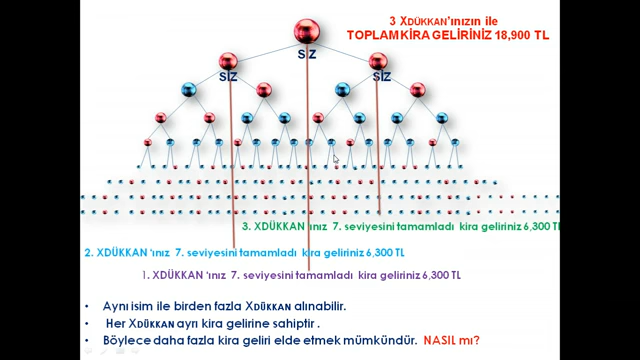 3 XDÜKKAN'ınızın ile
TOPLAM KİRA GELİRİNİZ 18,900 TL
SİZ
SİZ
SİZ
3. XDÜKKAN 'ınız 7. seviyesini tamamladı kira geliriniz 6,300 TL
2. XDÜKKAN 'ınız 7. seviyesini tamamladı kira geliriniz 6,300 TL
1. XDÜKKAN 'ınız 7. seviyesini tamamladı kira geliriniz 6,300 TL
• Aynı isim ile birden fazla XDÜKKAN alınabilir.
• Her XDÜKKAN ayrı kira gelirine sahiptir .
• Böylece daha fazla kira geliri elde etmek mümkündür. NASIL mı?